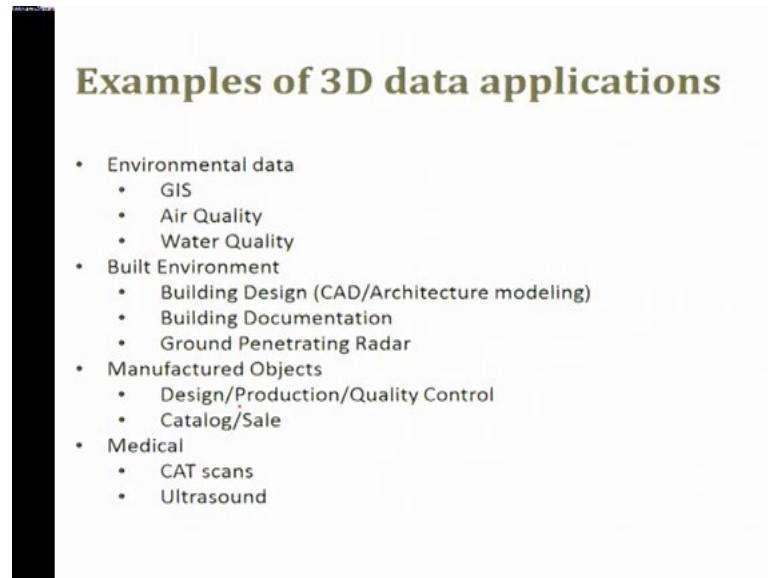 Examples of 3D data applications
• Environmental data
• GIS
• Air Quality
• Water Quality
• Built Environment
• Building Design (CAD/Architecture modeling)
• Building Documentation
• Ground Penetrating Radar
• Manufactured Objects
• Design/Production/Quality Control
• Catalog/Sale
• Medical
• CAT scans
• Ultrasound